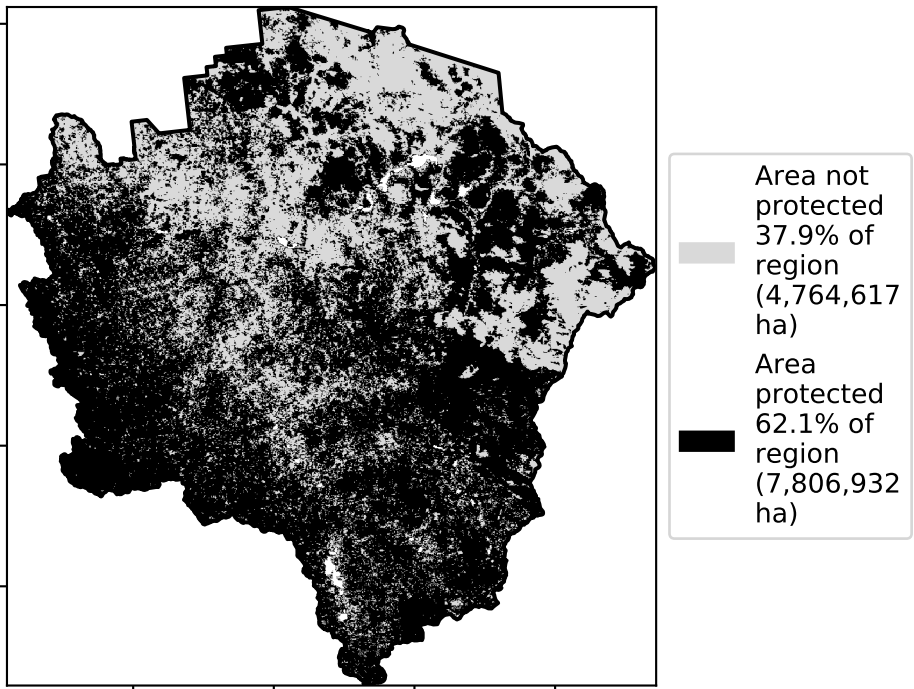 Area not
protected
37.9% of
region
(4,764,617
ha)
Area
protected
62.1% of
region
(7,806,932
ha)